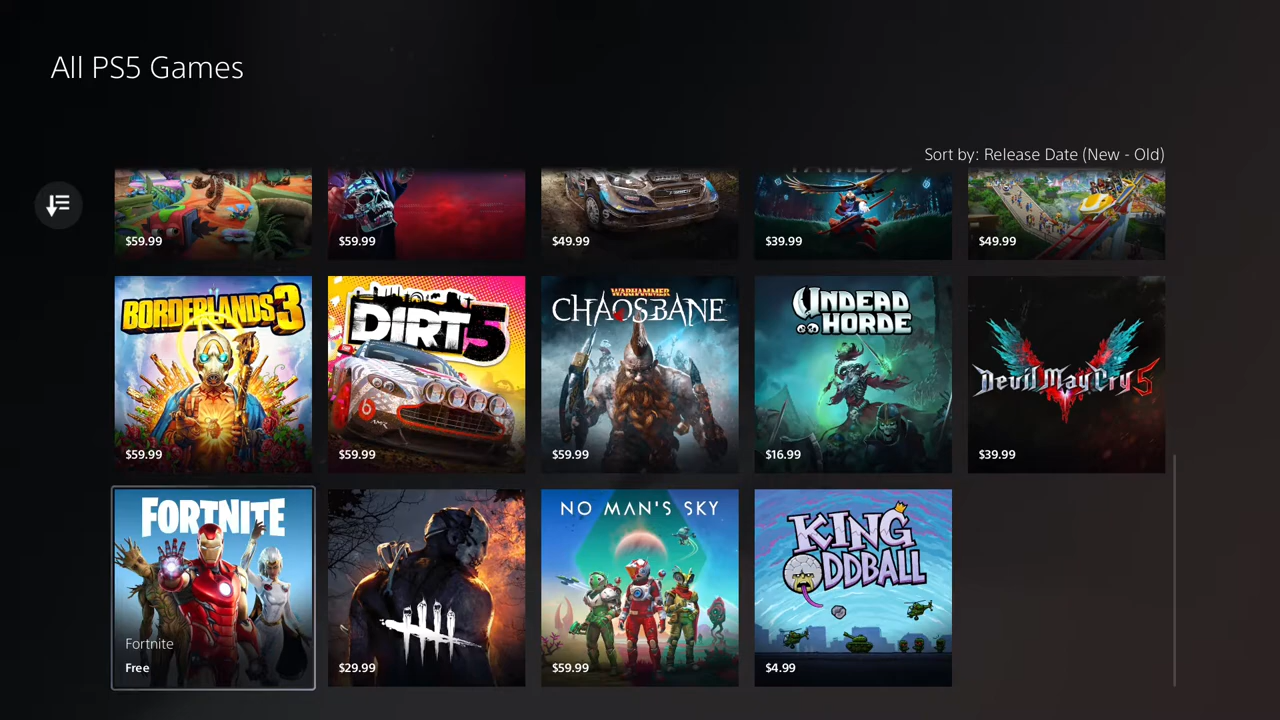 All PS5 Games
Sort by: Release Date (New - Old)
$59.99
$59.99
$49.99
$39.99
$49.99
BORDERLANDS 3
$59.99
DIRT 5
$59.99
WARHAMMER
CHAOSBANE
$59.99
UNDEAD
HORDE
$16.99
Devil May Cry 5
$39.99
FORTNITE
Fortnite
Free
$29.99
NO MAN'S SKY
$59.99
KING
ODDBALL
$4.99